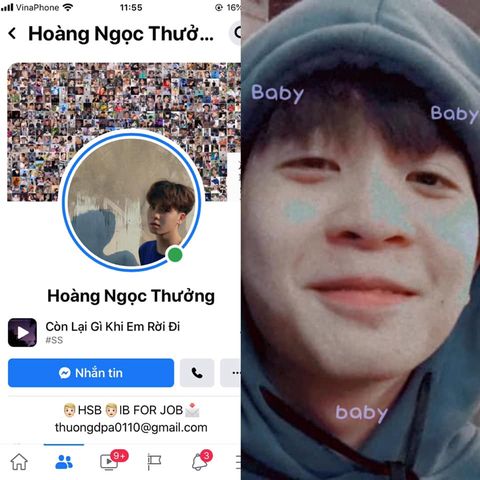 VinaPhone
11:55
16%
Hoàng Ngọc Thưở...
Hoàng Ngọc Thưởng
Còn Lại Gì Khi Em Rời Đi
#SS
Nhắn tin
HSB IB FOR JOB
thuongdpa0110@gmail.com
9+
3
Baby
Baby
baby